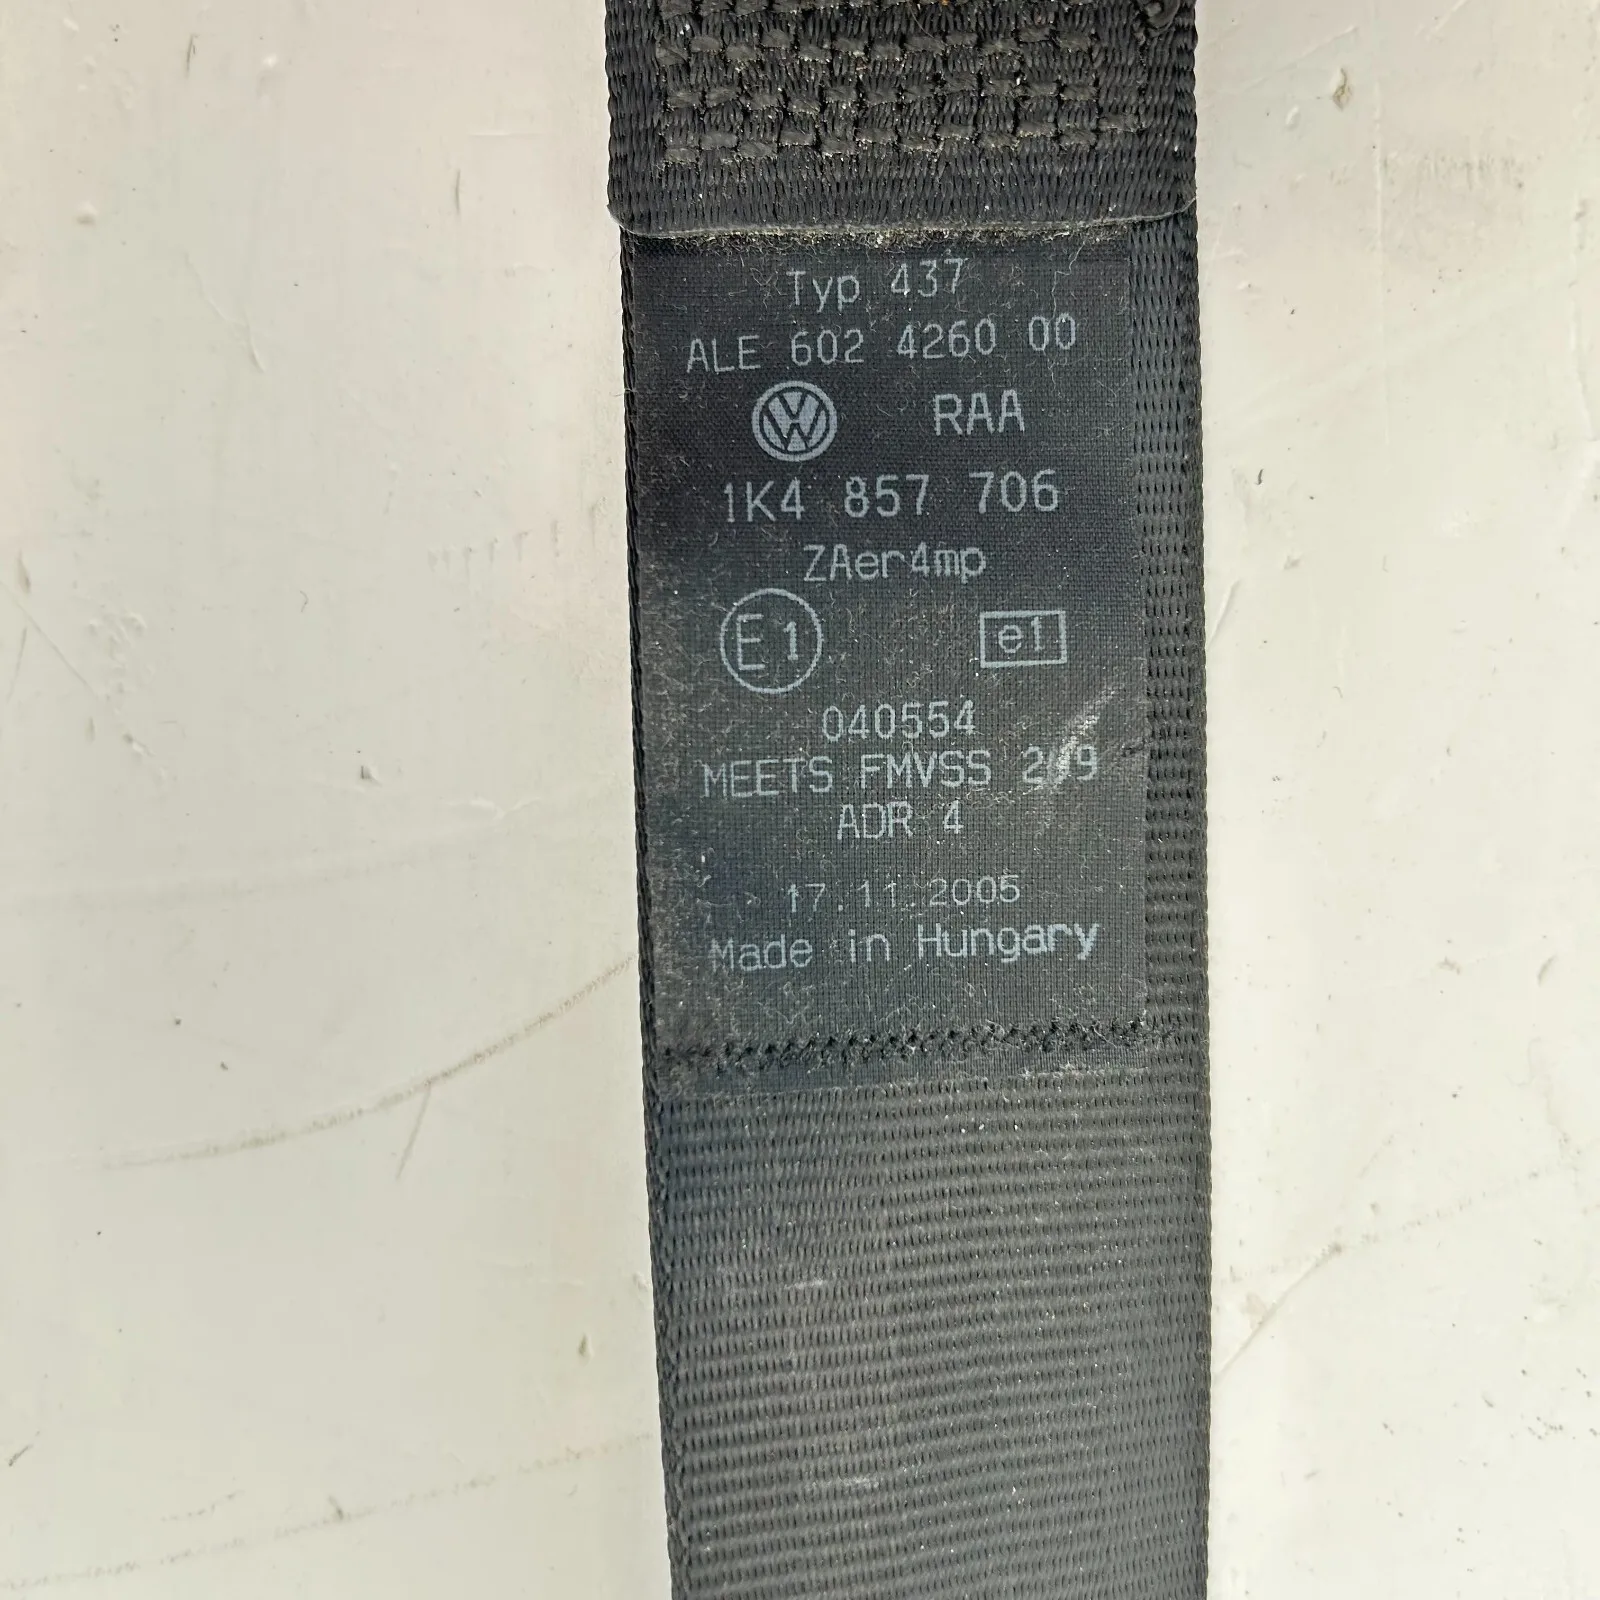 Typ 437
ALE 602 4260 00
RAA
1K4 857 706
ZAer4mp
E1 e1
040554
MEETS FMVSS 209
ADR 4
17.11.2005
Made in Hungary